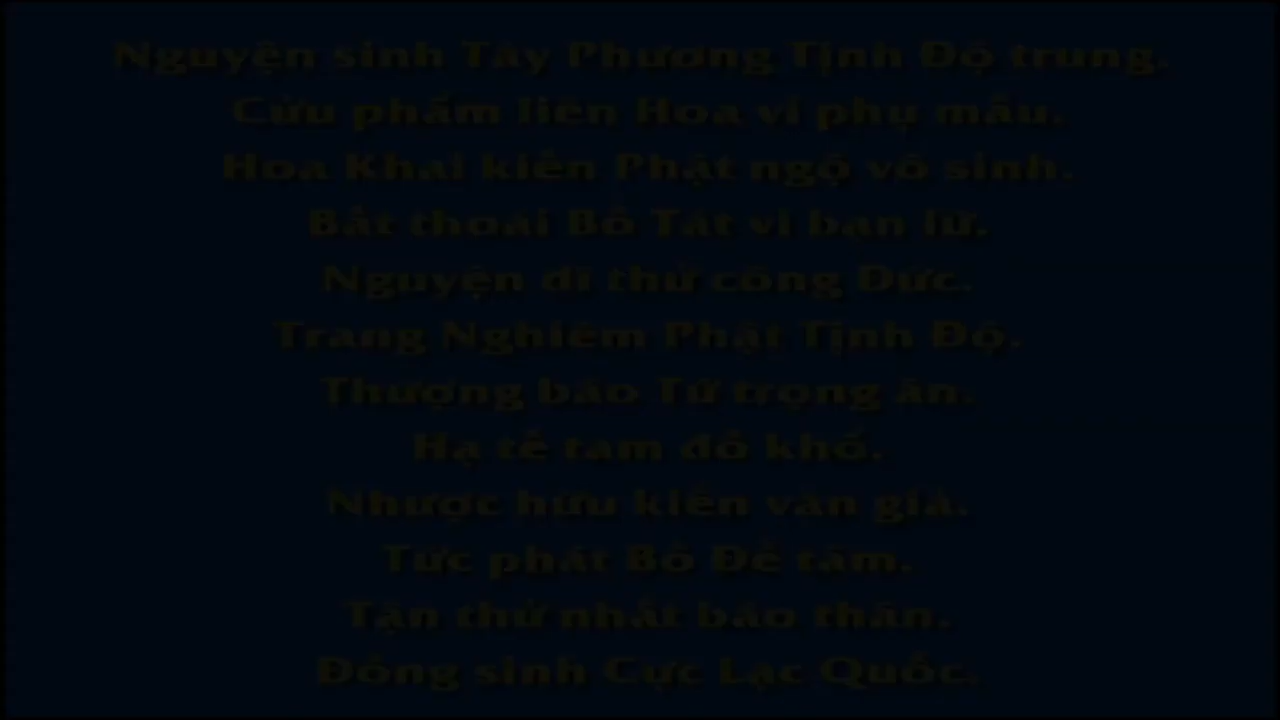 Nguyện sinh Tây Phương Tịnh Độ trung.
Cửu phẩm liên Hoa vi phụ mẫu.
Hoa Khai kiến Phật ngộ vô sinh.
Bất thoái Bồ Tát vi bạn lữ.
Nguyện dĩ thử công Đức.
Trang Nghiêm Phật Tịnh Độ.
Thượng báo Tứ trọng ân.
Hạ tế tam đồ khổ.
Nhược hữu kiến văn giả.
Tức phát Bồ Đề tâm.
Tận thử nhất báo thân.
Đồng sinh Cực Lạc Quốc.